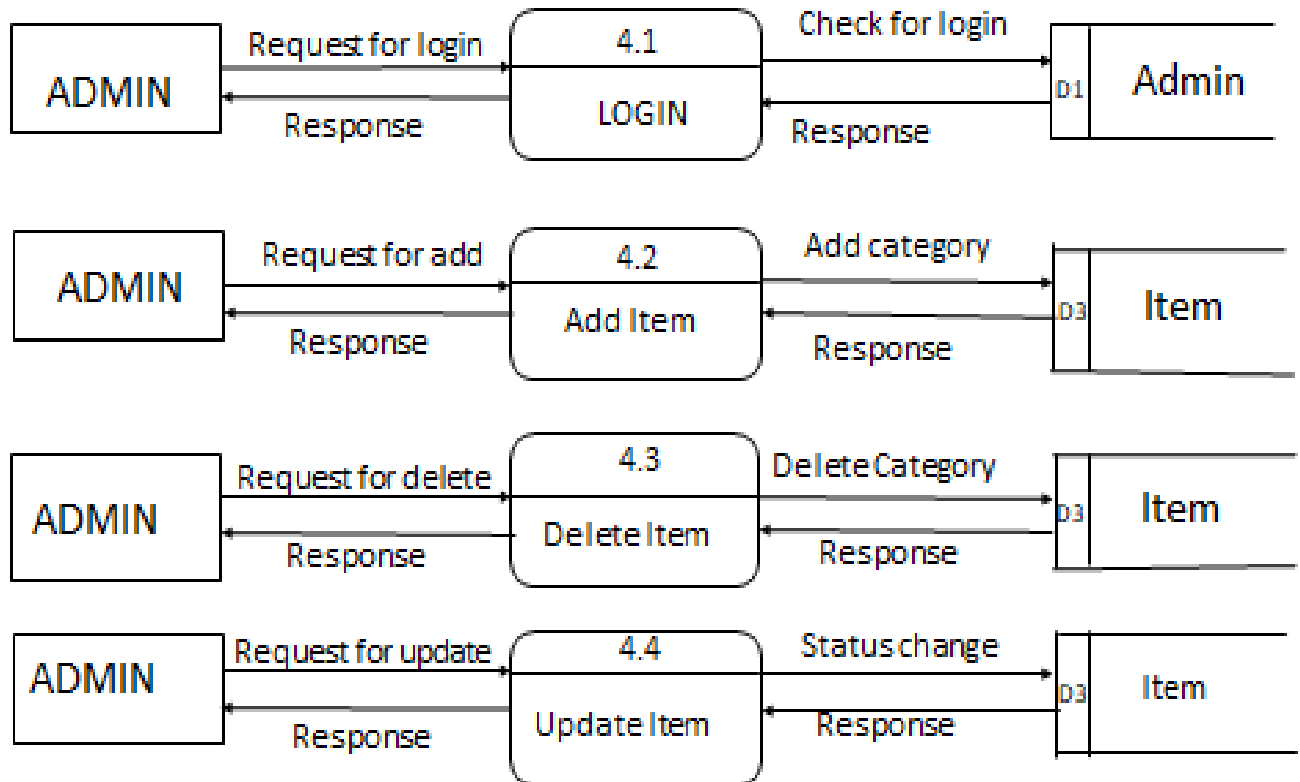 ADMIN
Request for login
Response
4.1
LOGIN
Check for login
Response
D1
Admin
ADMIN
Request for add
Response
4.2
Add Item
Add category
Response
D3
Item
ADMIN
Request for delete
Response
4.3
Delete Item
Delete Category
Response
D3
Item
ADMIN
Request for update
Response
4.4
Update Item
Status change
Response
D3
Item